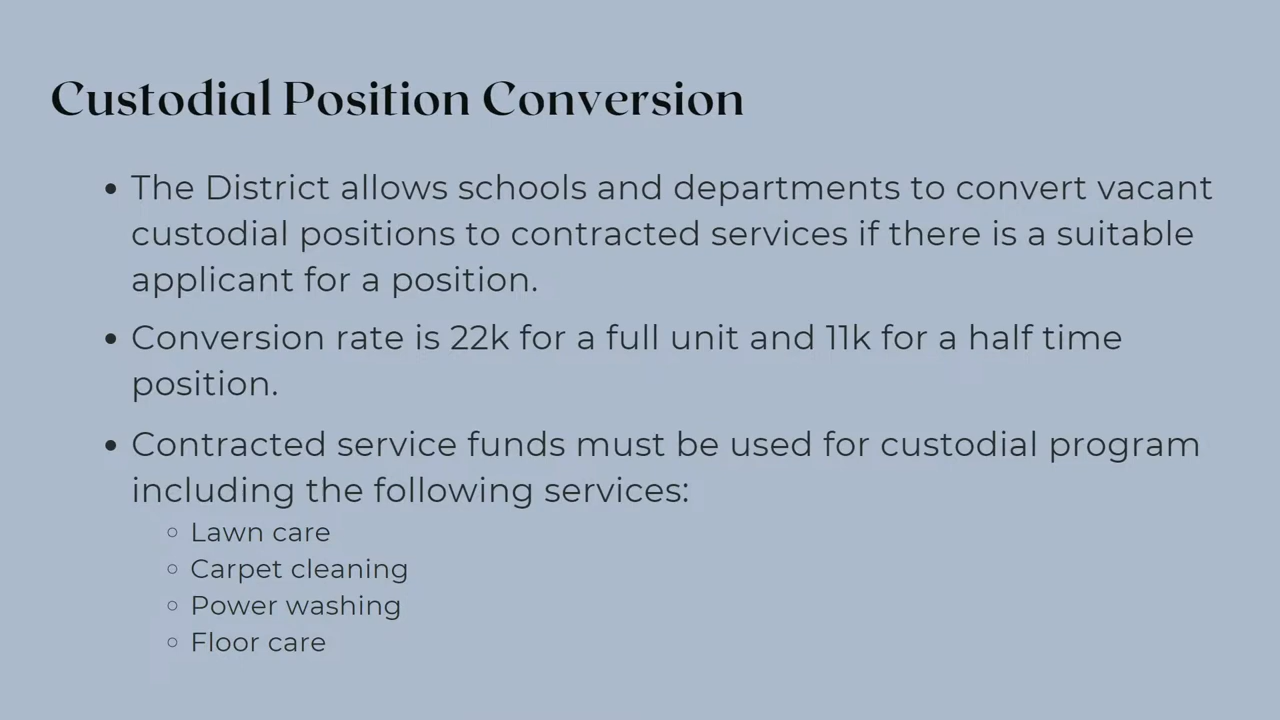 Custodial Position Conversion
• The District allows schools and departments to convert vacant
custodial positions to contracted services if there is a suitable
applicant for a position.
• Conversion rate is 22k for a full unit and 11k for a half time
position.
• Contracted service funds must be used for custodial program
including the following services:
○ Lawn care
○ Carpet cleaning
○ Power washing
○ Floor care